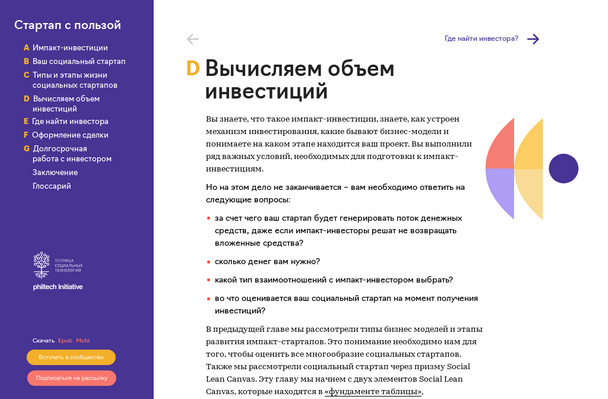 Стартап с пользой
A Импакт-инвестиции
B Ваш социальный стартап
C Типы и этапы жизни
социальных стартапов
D Вычисляем объем
инвестиций
E Где найти инвестора
F Оформление сделки
G Долгосрочная
работа с инвестором
Заключение
Глоссарий
ТЕПЛИЦА
СОЦИАЛЬНЫХ
ТЕХНОЛОГИЙ
philtech Initiative
Скачать Epub Mobi
Вступить в сообщество
Подписаться на рассылку
Где найти инвестора?
D Вычисляем объем
инвестиций
Вы знаете, что такое импакт-инвестиции, знаете, как устроен
механизм инвестирования, какие бывают бизнес-модели и
понимаете на каком этапе находится ваш проект. Вы выполнили
ряд важных условий, необходимых для подготовки к импакт-
инвестициям.
Но на этом дело не заканчивается – вам необходимо ответить на
следующие вопросы:
• за счет чего ваш стартап будет генерировать поток денежных
средств, даже если импакт-инвесторы решат не возвращать
вложенные средства?
• сколько денег вам нужно?
• какой тип взаимоотношений с импакт-инвестором выбрать?
• во что оценивается ваш социальный стартап на момент получения
инвестиций?
В предыдущей главе мы рассмотрели типы бизнес моделей и этапы
развития импакт-стартапов. Это понимание необходимо нам для
того, чтобы оценить все многообразие социальных стартапов.
Также мы рассмотрели социальный стартап через призму Social
Lean Canvas. Эту главу мы начнем с двух элементов Social Lean
Canvas, которые находятся в «фундаменте таблицы».